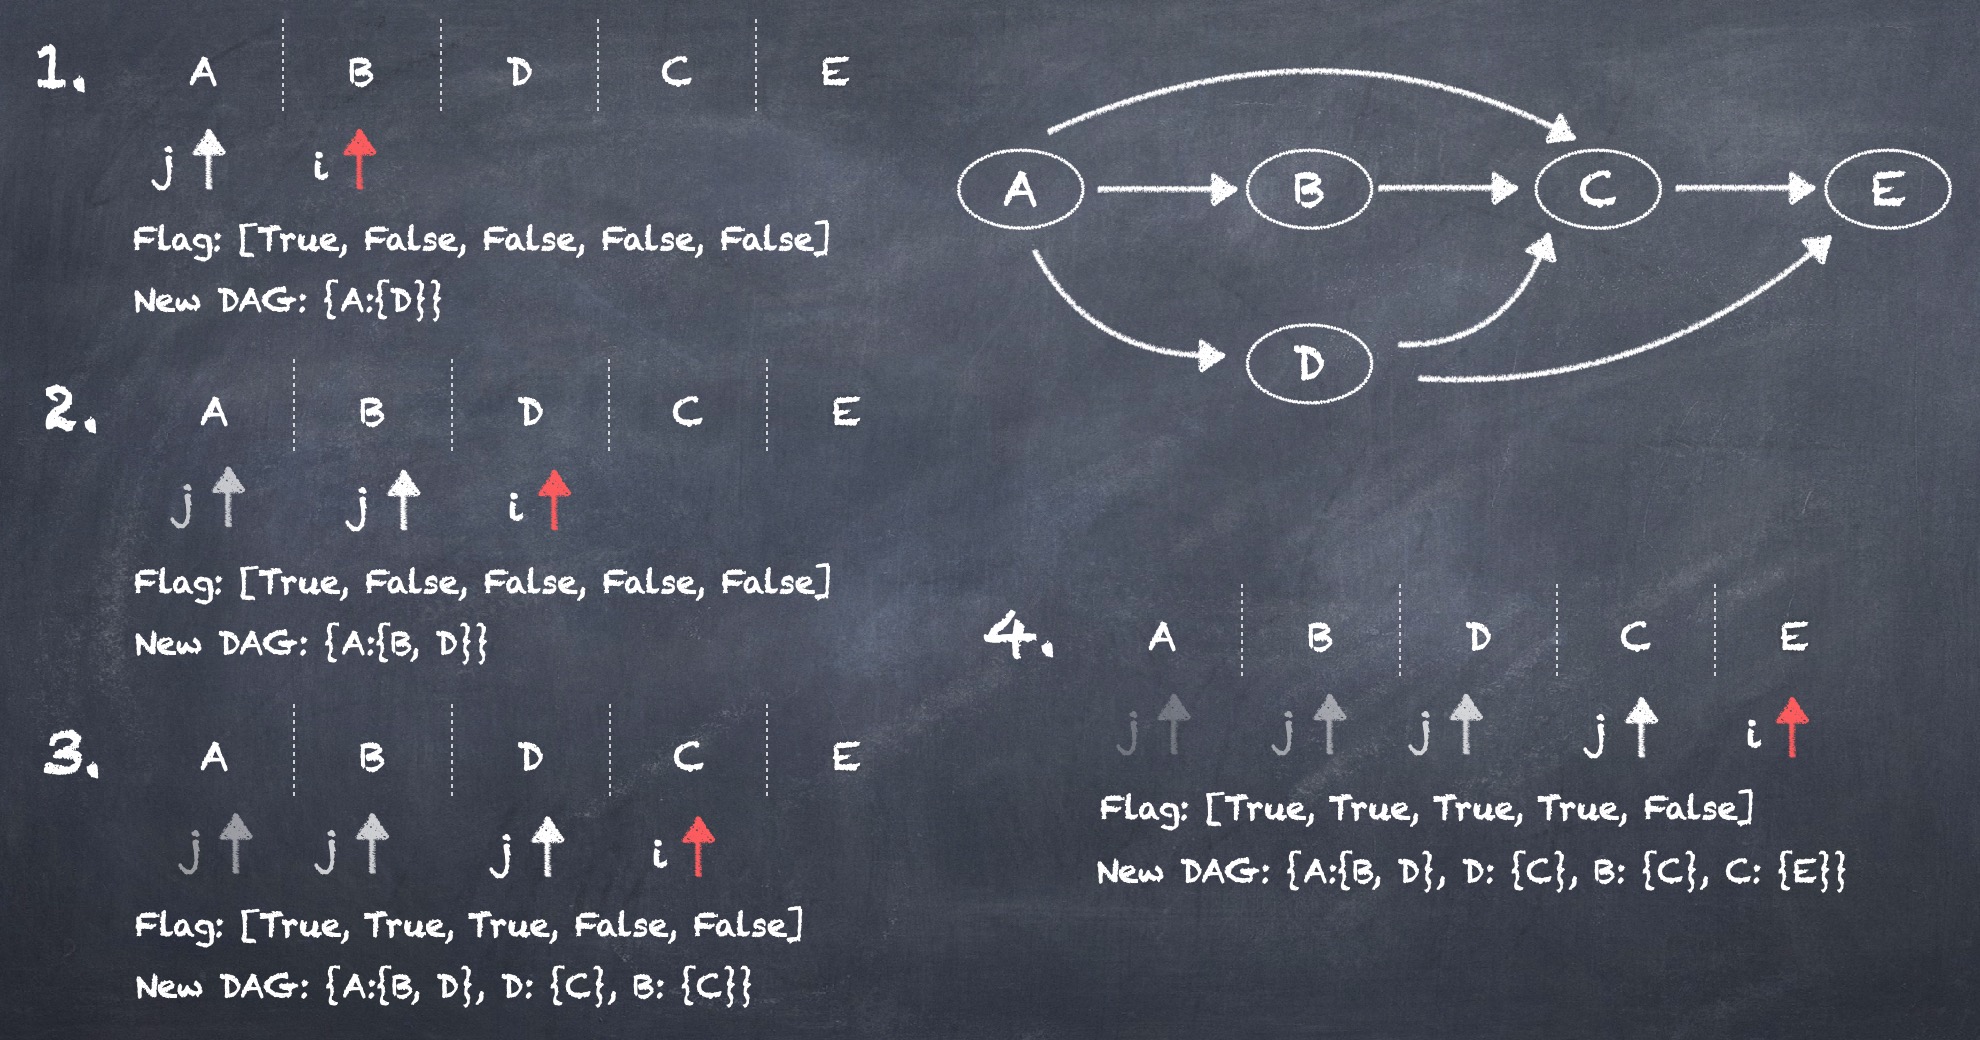 1. A B D C E
j i
Flag: [True, False, False, False, False]
New DAG: {A:{D}}
2. A B D C E
j j i
Flag: [True, False, False, False, False]
New DAG: {A:{B, D}}
3. A B D C E
j j j i
Flag: [True, True, True, False, False]
New DAG: {A:{B, D}, D: {C}, B: {C}}
A B C E
D
4. A B D C E
j j j j i
Flag: [True, True, True, True, False]
New DAG: {A:{B, D}, D: {C}, B: {C}, C: {E}}